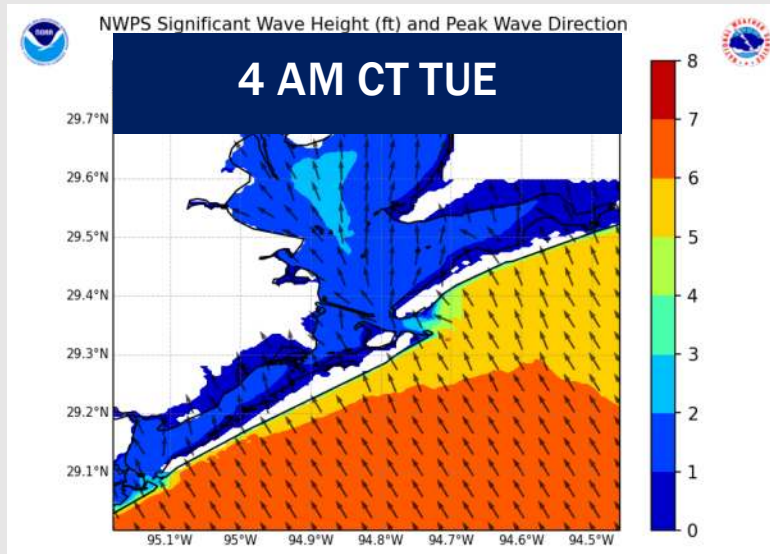 NWPS Significant Wave Height (ft) and Peak Wave Direction
4 AM CT TUE
29.7°N
29.6°N
29.5°N
29.4°N
29.3°N
29.2°N
29.1°N
95.1°W 95°W 94.9°W 94.8°W 94.7°W 94.6°W 94.5°W
8
7
6
5
4
3
2
1
0